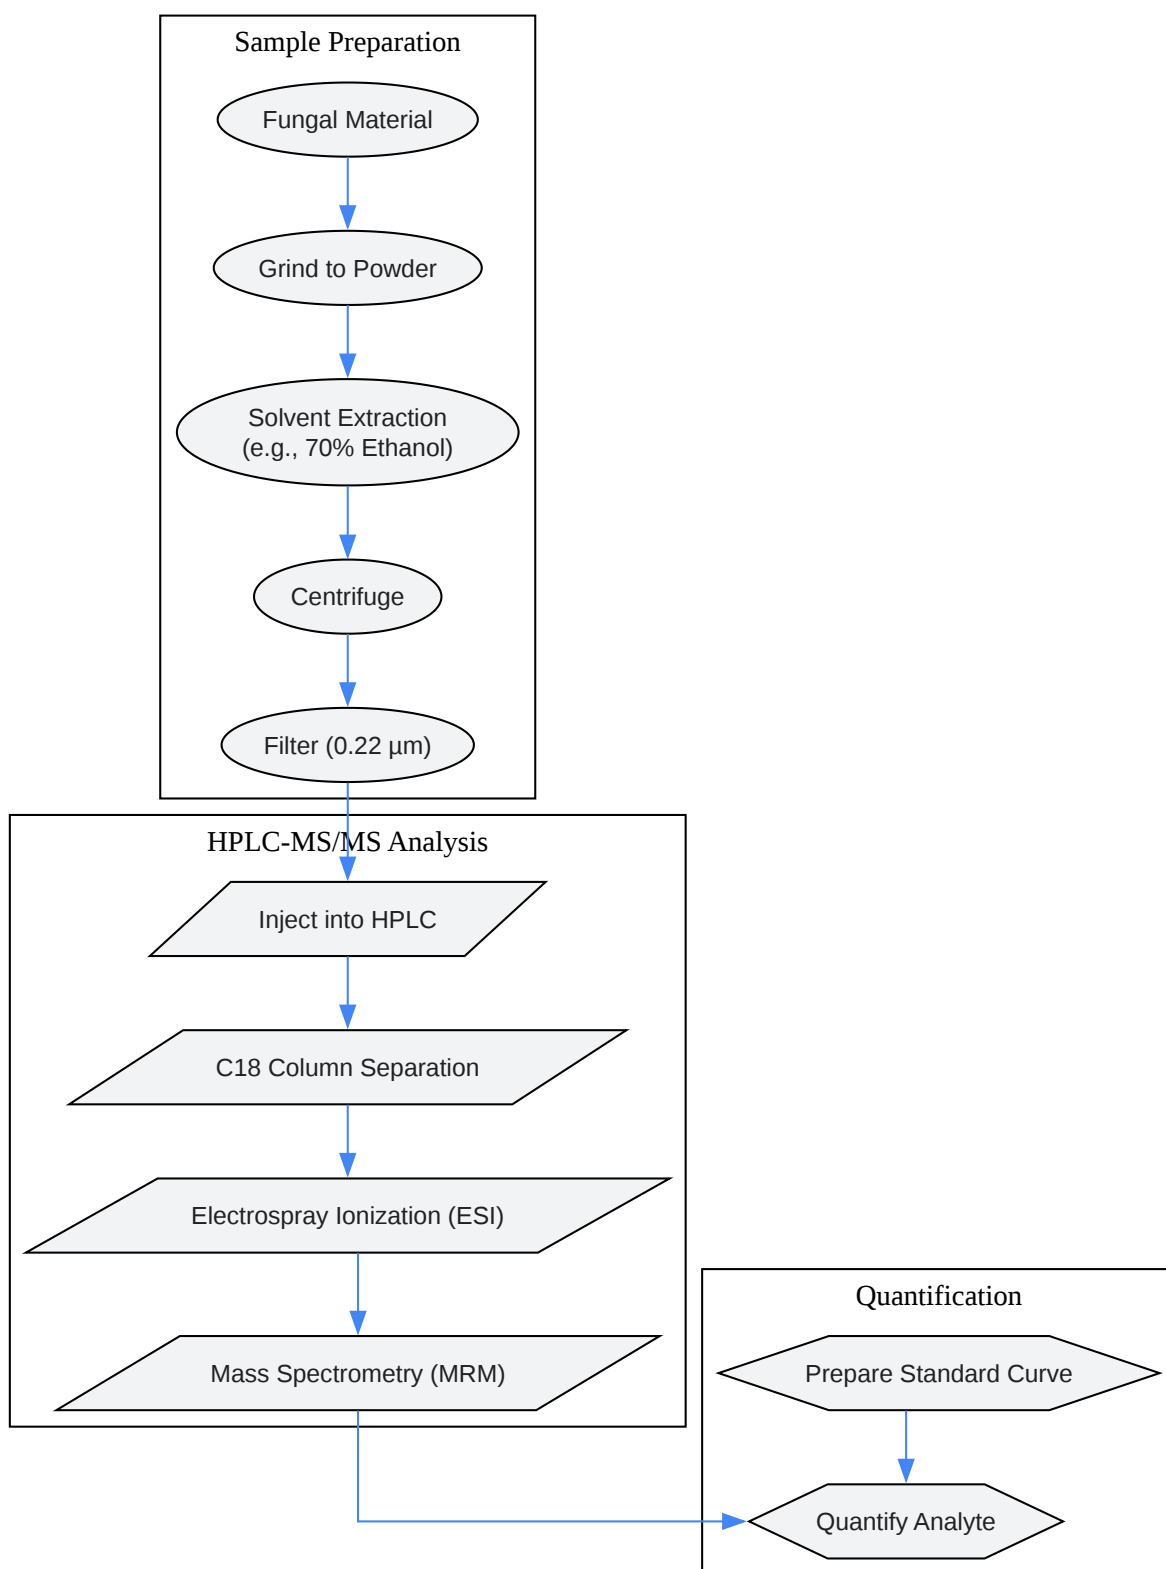 Sample Preparation
Fungal Material
Grind to Powder
Solvent Extraction
(e.g., 70% Ethanol)
Centrifuge
Filter (0.22 µm)
HPLC-MS/MS Analysis
Inject into HPLC
C18 Column Separation
Electrospray Ionization (ESI)
Mass Spectrometry (MRM)
Quantification
Prepare Standard Curve
Quantify Analyte